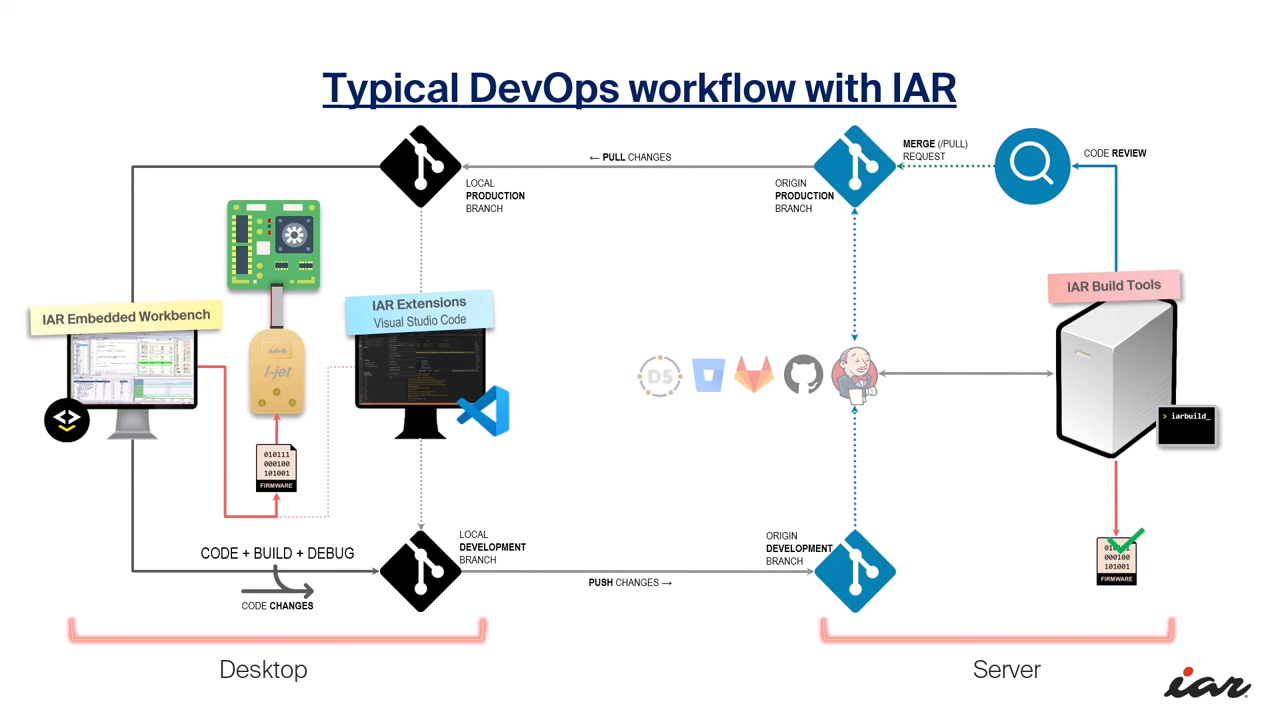 Typical DevOps workflow with IAR
← PULL CHANGES
MERGE (/PULL)
REQUEST
CODE REVIEW
LOCAL
PRODUCTION
BRANCH
ORIGIN
PRODUCTION
BRANCH
IAR Embedded Workbench
IAR Extensions
Visual Studio Code
IAR Build Tools
iar
I-jet
D5
> iarbuild_
010111
000100
101001
FIRMWARE
CODE + BUILD + DEBUG
CODE CHANGES
LOCAL
DEVELOPMENT
BRANCH
PUSH CHANGES →
ORIGIN
DEVELOPMENT
BRANCH
000100
101001
FIRMWARE
Desktop
Server
iar